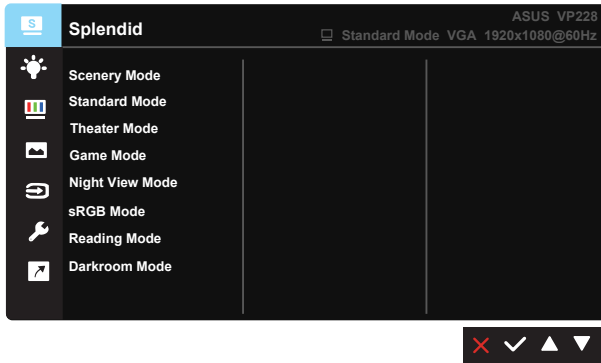 S
Splendid
ASUS VP228
Standard Mode VGA 1920x1080@60Hz
Scenery Mode
Standard Mode
Theater Mode
Game Mode
Night View Mode
sRGB Mode
Reading Mode
Darkroom Mode